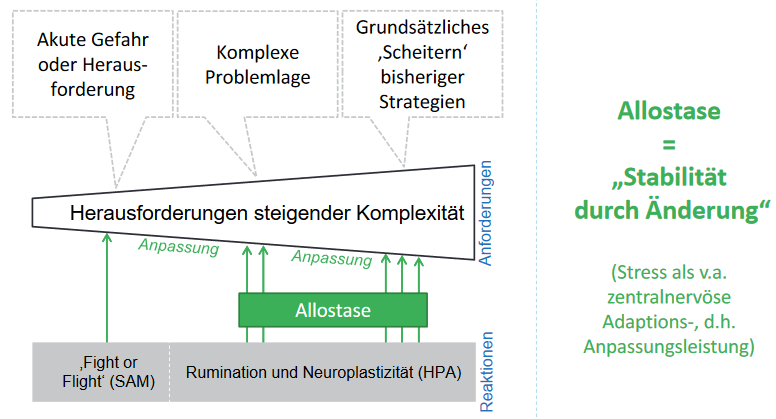 Akute Gefahr
oder Heraus-
forderung
Komplexe
Problemlage
Grundsätzliches
‚Scheitern‘
bisheriger
Strategien
Herausforderungen steigender Komplexität
Anforderungen
Anpassung
Anpassung
Allostase
‚Fight or
Flight‘ (SAM)
Rumination und Neuroplastizität (HPA)
Reaktionen
Allostase
=
„Stabilität
durch Änderung“
(Stress als v.a.
zentralnervöse
Adaptions-, d.h.
Anpassungsleistung)